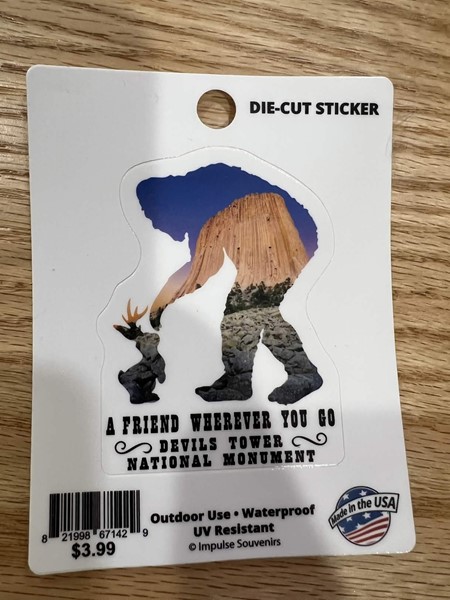 DIE-CUT STICKER
A FRIEND WHEREVER YOU GO
DEVILS TOWER
NATIONAL MONUMENT
8 21998 67142 9
$3.99
Outdoor Use • Waterproof
UV Resistant
© Impulse Souvenirs
Made in the USA